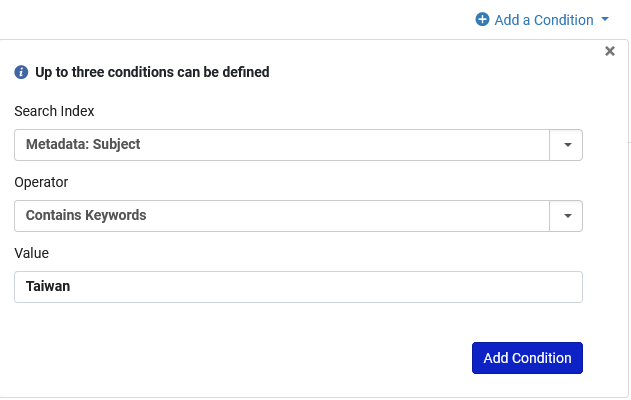 Add a Condition
Up to three conditions can be defined
Search Index
Metadata: Subject
Operator
Contains Keywords
Value
Taiwan
Add Condition